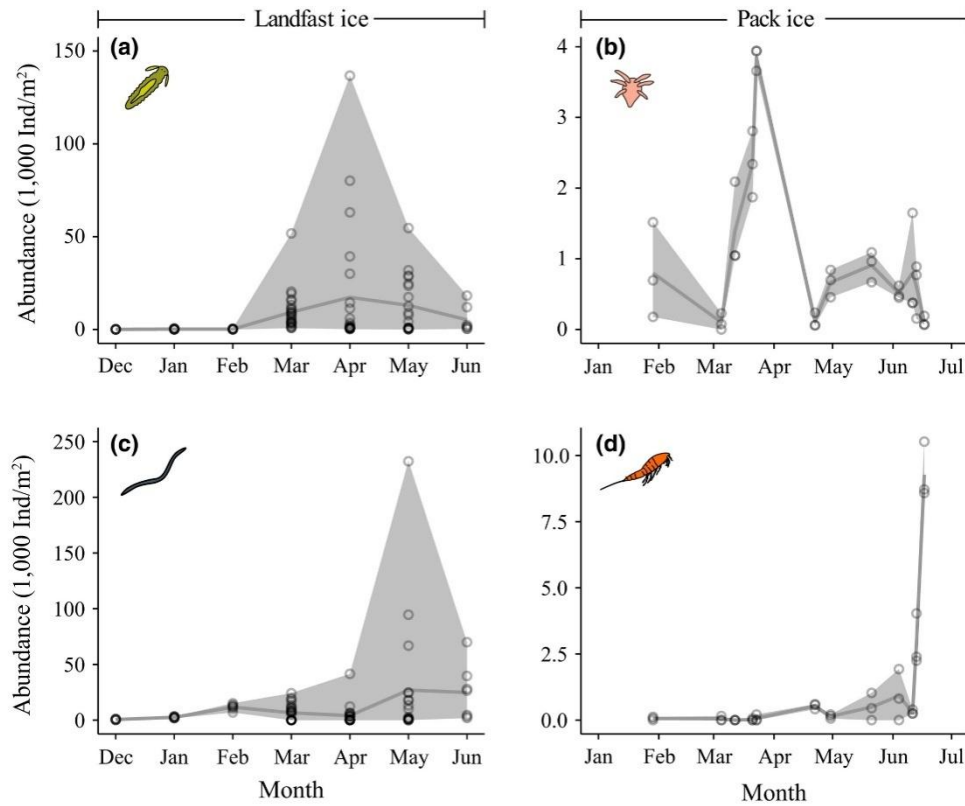 Landfast ice
Pack ice
(a)
Abundance (1,000 Ind/m²)
150
100
50
0
Dec Jan Feb Mar Apr May Jun
(b)
4
3
2
1
0
Jan Feb Mar Apr May Jun Jul
(c)
Abundance (1,000 Ind/m²)
250
200
150
100
50
0
Dec Jan Feb Mar Apr May Jun
Month
(d)
10.0
7.5
5.0
2.5
0.0
Jan Feb Mar Apr May Jun Jul
Month